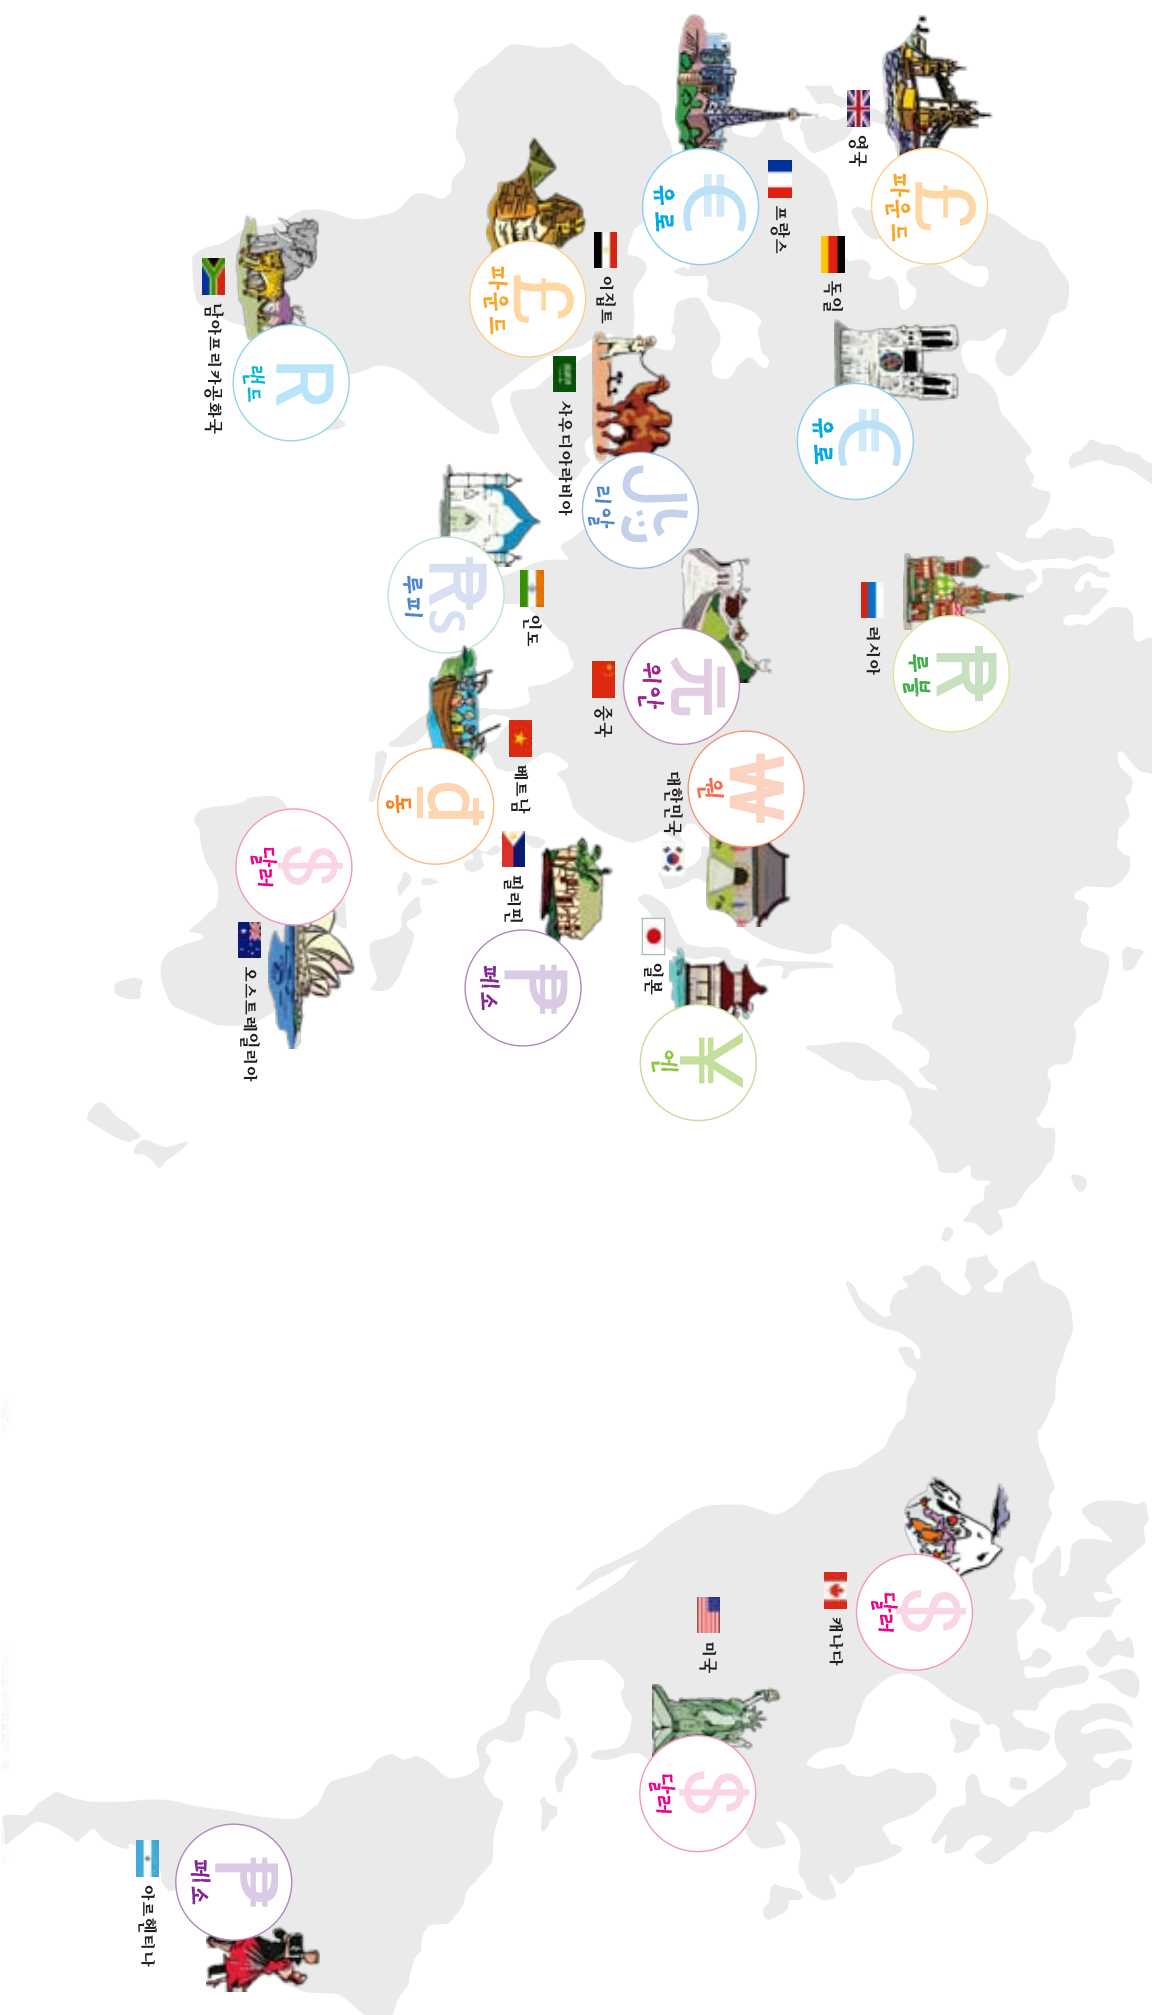 영국
£
파운드
프랑스
€
유로
독일
€
유로
러시아
₽
루블
이집트
£
파운드
사우디아라비아
﷼
리알
남아프리카공화국
R
랜드
인도
Rs
루피
중국
元
위안
대한민국
₩
원
일본
¥
엔
베트남
₫
동
필리핀
₱
페소
오스트레일리아
$
달러
캐나다
$
달러
미국
$
달러
아르헨티나
₱
페소